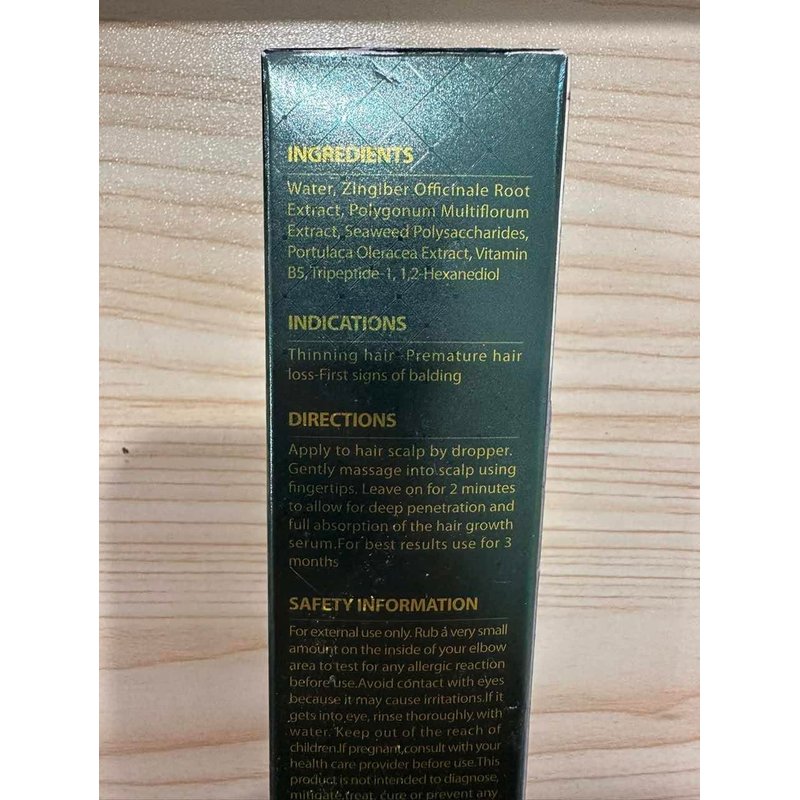 INGREDIENTS
Water, Zingiber Officinale Root
Extract, Polygonum Multiflorum
Extract, Seaweed Polysaccharides,
Portulaca Oleracea Extract, Vitamin
B5, Tripeptide-1, 1,2-Hexanediol
INDICATIONS
Thinning hair -Premature hair
loss-First signs of balding
DIRECTIONS
Apply to hair scalp by dropper.
Gently massage into scalp using
fingertips. Leave on for 2 minutes
to allow for deep penetration and
full absorption of the hair growth
serum.For best results use for 3
months
SAFETY INFORMATION
For external use only. Rub a very small
amount on the inside of your elbow
area to test for any allergic reaction
before use.Avoid contact with eyes
because it may cause irritations.If it
gets into eye, rinse thoroughly with
water. Keep out of the reach of
children.If pregnant,consult with your
health care provider before use.This
product is not intended to diagnose,
mitigate,treat, cure or prevent any